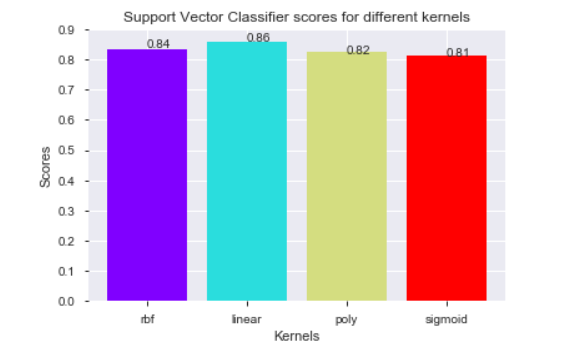 Support Vector Classifier scores for different kernels
0.9
0.8
0.7
0.6
0.5
0.4
0.3
0.2
0.1
0.0
Scores
0.84
0.86
0.82
0.81
rbf
linear
poly
sigmoid
Kernels